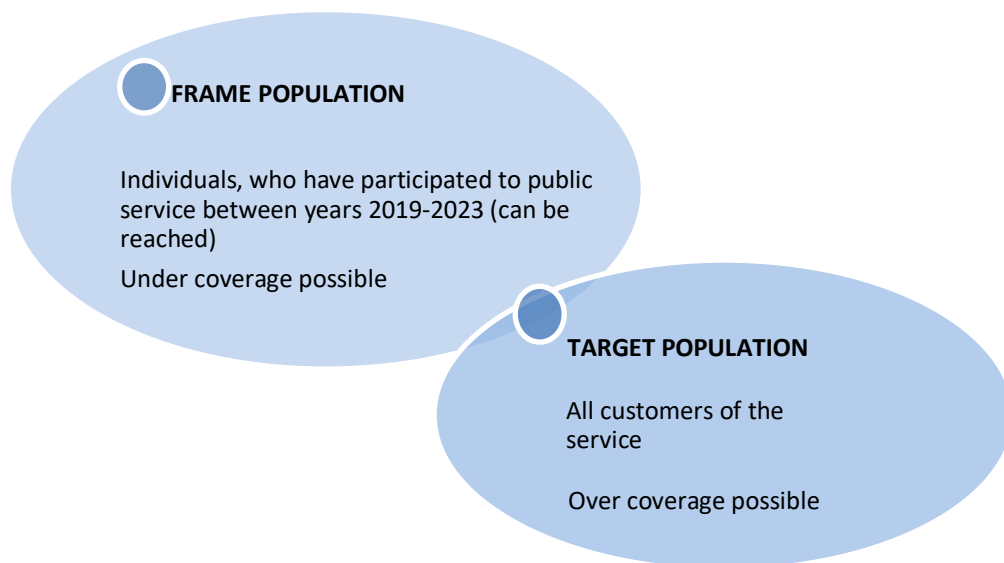 FRAME POPULATION
Individuals, who have participated to public
service between years 2019-2023 (can be
reached)
Under coverage possible
TARGET POPULATION
All customers of the
service
Over coverage possible